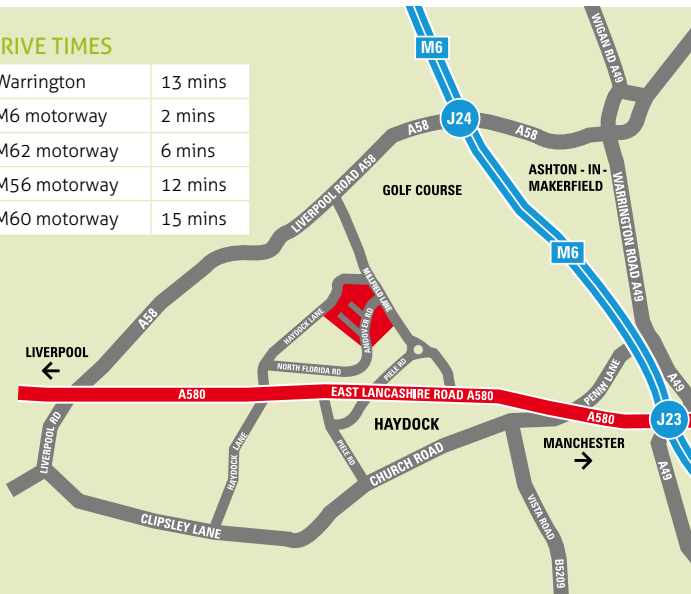 RIVE TIMES
Warrington 13 mins
M6 motorway 2 mins
M62 motorway 6 mins
M56 motorway 12 mins
M60 motorway 15 mins
M6
WIGAN RD A49
J24
A58
A58
LIVERPOOL ROAD A58
GOLF COURSE
ASHTON - IN -
MAKERFIELD
WARRINGTON ROAD A49
M6
A58
MILLFIELD LANE
HAYDOCK LANE
ANDOVER RD
NORTH FLORIDA RD
PIELE RD
PENNY LANE
LIVERPOOL
A580
EAST LANCASHIRE ROAD A580
A580
A49
J23
LIVERPOOL RD
HAYDOCK
MANCHESTER
HAYDOCK LANE
PIELE RD
CHURCH ROAD
A49
CLIPSLEY LANE
VISTA ROAD
B5209